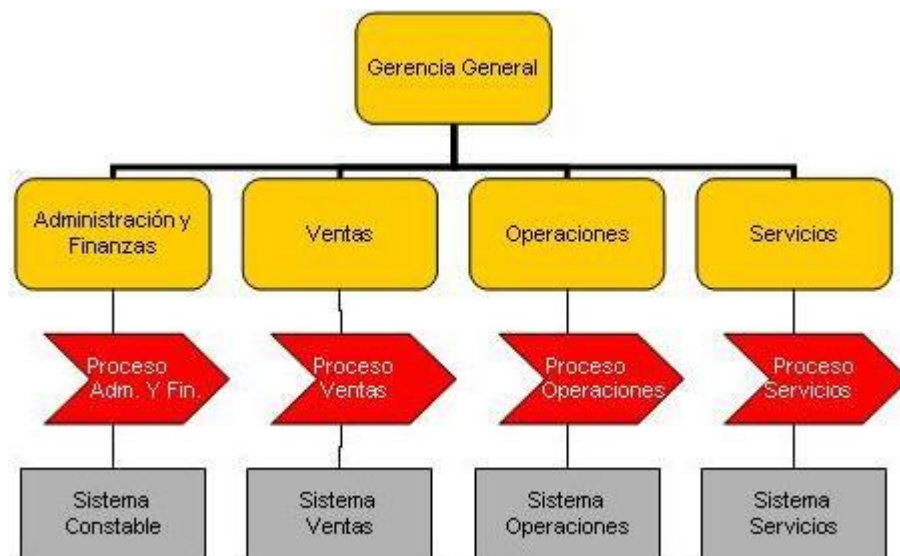 Gerencia General
Administración y
Finanzas
Ventas
Operaciones
Servicios
Proceso
Adm. Y Fin.
Proceso
Ventas
Proceso
Operaciones
Proceso
Servicios
Sistema
Constable
Sistema
Ventas
Sistema
Operaciones
Sistema
Servicios